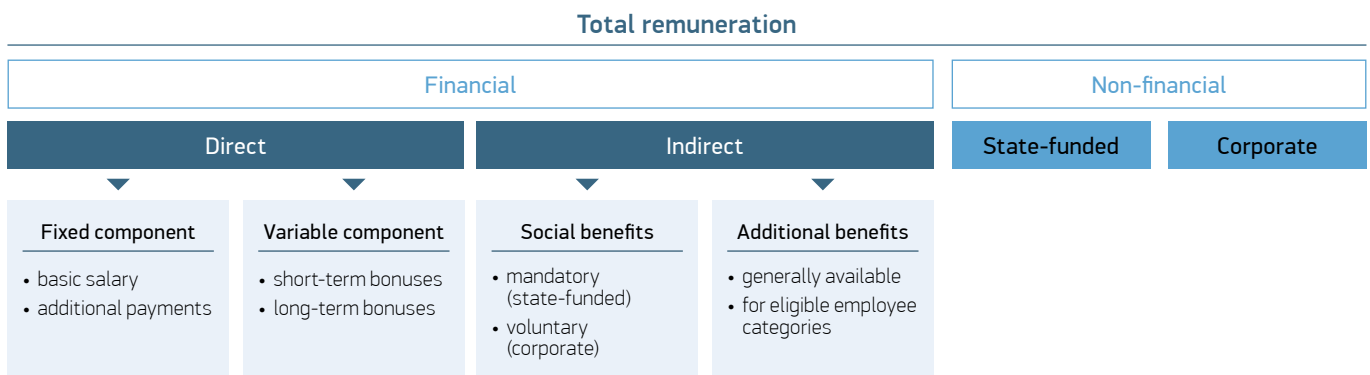 Total remuneration
Financial
Non-financial
Direct
Indirect
State-funded
Corporate
Fixed component
• basic salary
• additional payments
Variable component
• short-term bonuses
• long-term bonuses
Social benefits
• mandatory
(state-funded)
• voluntary
(corporate)
Additional benefits
• generally available
• for eligible employee
categories